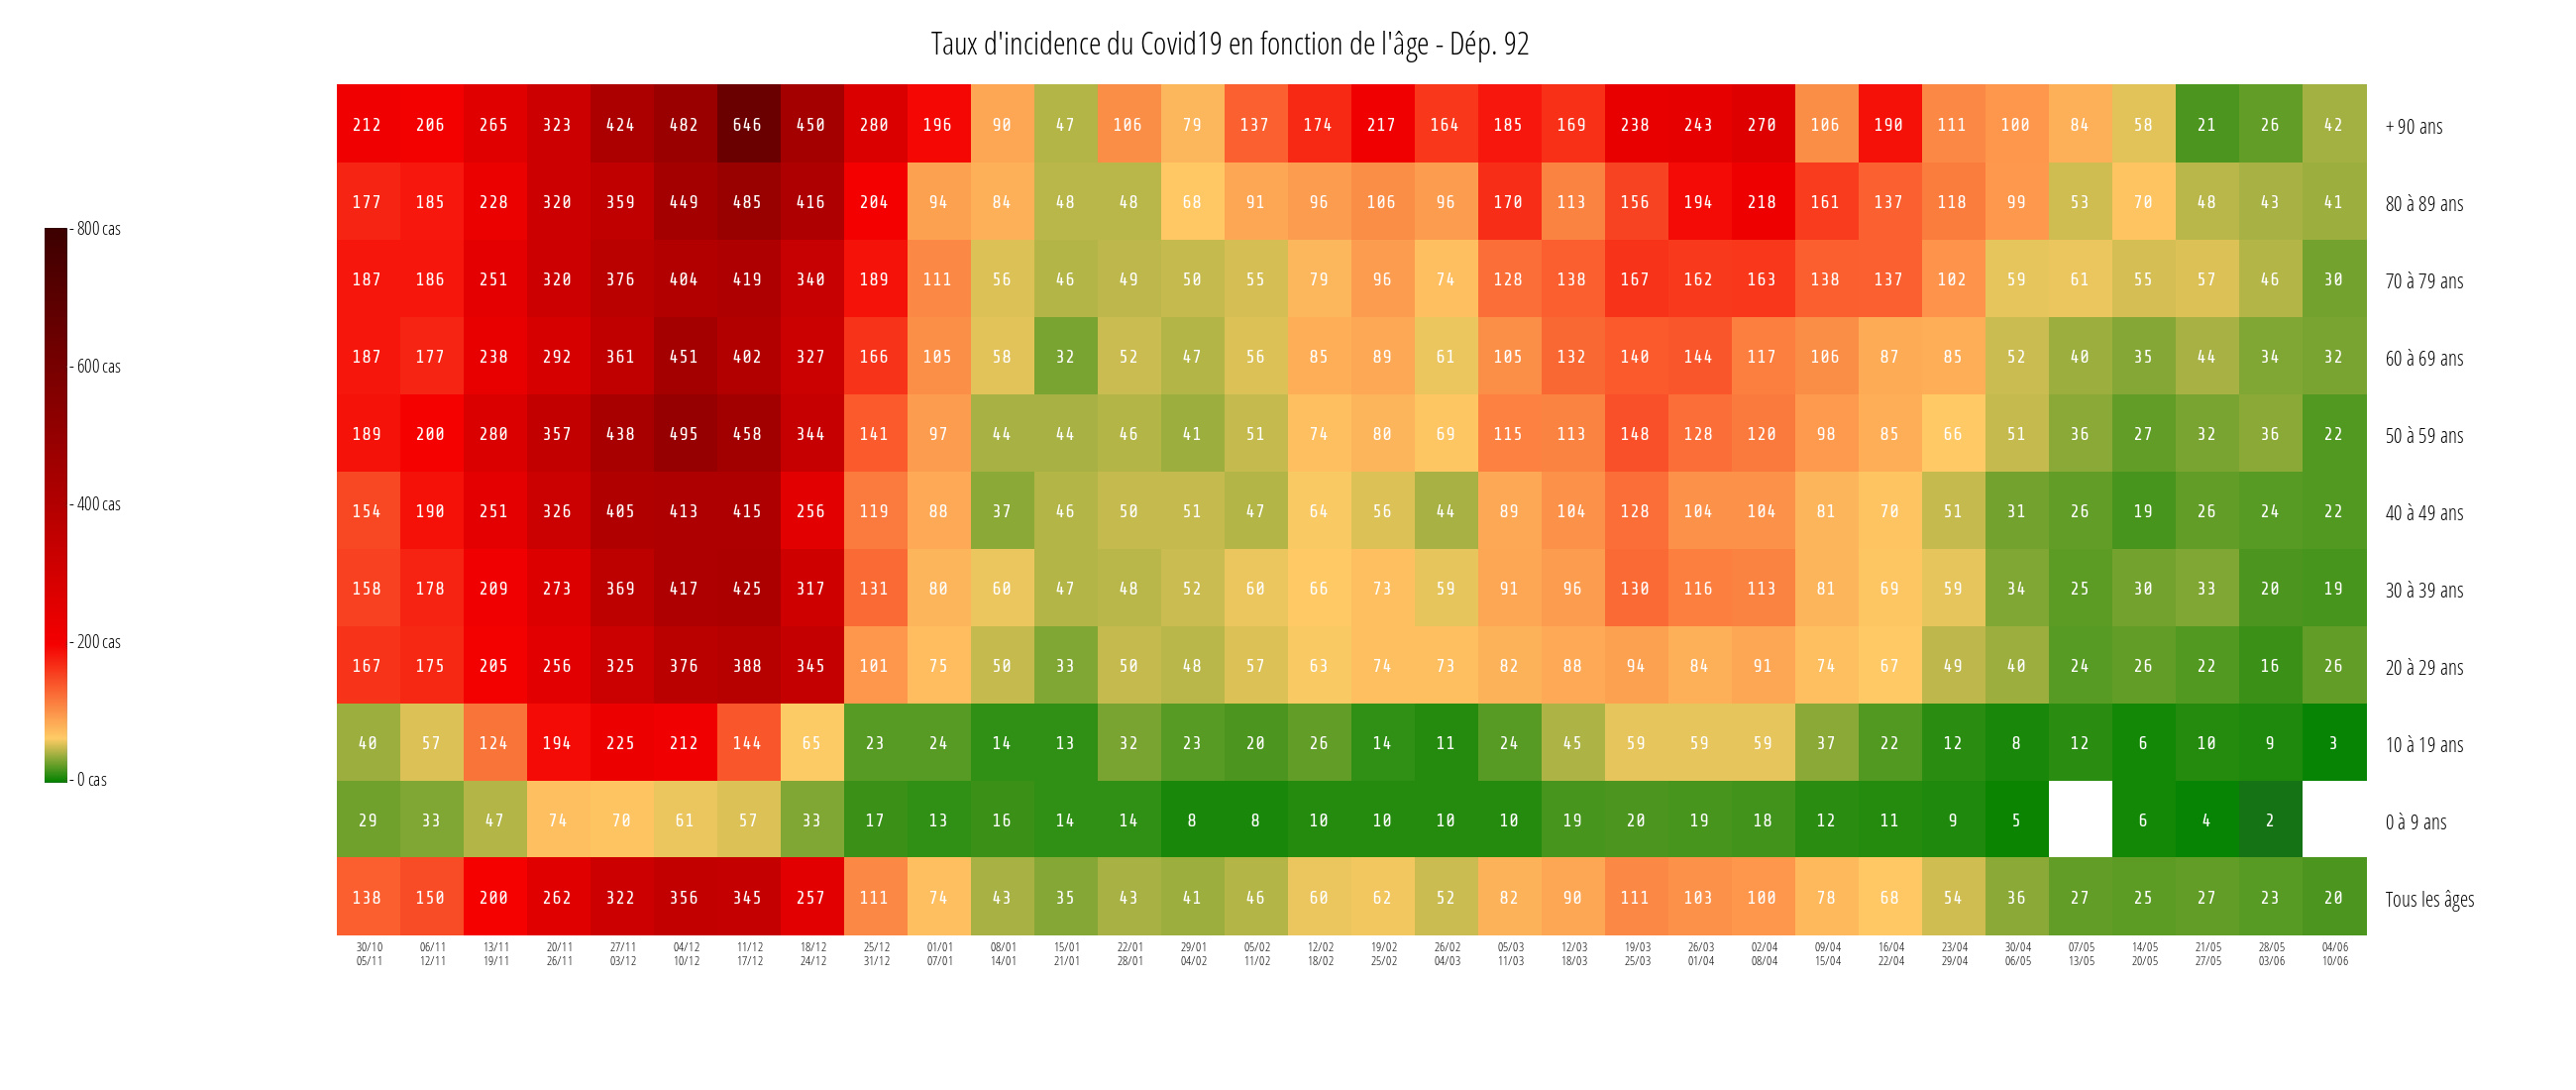 Taux d'incidence du Covid19 en fonction de l'âge - Dép. 92
- 800 cas
- 600 cas
- 400 cas
- 200 cas
- 0 cas
212 206 265 323 424 482 646 450 280 196 90 47 106 79 137 174 217 164 185 169 238 243 270 106 190 111 100 84 58 21 26 42 + 90 ans
177 185 228 320 359 449 485 416 204 94 84 48 48 68 91 96 106 96 170 113 156 194 218 161 137 118 99 53 70 48 43 41 80 à 89 ans
187 186 251 320 376 404 419 340 189 111 56 46 49 50 55 79 96 74 128 138 167 162 163 138 137 102 59 61 55 57 46 30 70 à 79 ans
187 177 238 292 361 451 402 327 166 105 58 32 52 47 56 85 89 61 105 132 140 144 117 106 87 85 52 40 35 44 34 32 60 à 69 ans
189 200 280 357 438 495 458 344 141 97 44 44 46 41 51 74 80 69 115 113 148 128 120 98 85 66 51 36 27 32 36 22 50 à 59 ans
154 190 251 326 405 413 415 256 119 88 37 46 50 51 47 64 56 44 89 104 128 104 104 81 70 51 31 26 19 26 24 22 40 à 49 ans
158 178 209 273 369 417 425 317 131 80 60 47 48 52 60 66 73 59 91 96 130 116 113 81 69 59 34 25 30 33 20 19 30 à 39 ans
167 175 205 256 325 376 388 345 101 75 50 33 50 48 57 63 74 73 82 88 94 84 91 74 67 49 40 24 26 22 16 26 20 à 29 ans
40 57 124 194 225 212 144 65 23 24 14 13 32 23 20 26 14 11 24 45 59 59 59 37 22 12 8 12 6 10 9 3 10 à 19 ans
29 33 47 74 70 61 57 33 17 13 16 14 14 8 8 10 10 10 10 19 20 19 18 12 11 9 5 6 4 2 0 à 9 ans
138 150 200 262 322 356 345 257 111 74 43 35 43 41 46 60 62 52 82 90 111 103 100 78 68 54 36 27 25 27 23 20 Tous les âges
30/10 06/11 13/11 20/11 27/11 04/12 11/12 18/12 25/12 01/01 08/01 15/01 22/01 29/01 05/02 12/02 19/02 26/02 05/03 12/03 19/03 26/03 02/04 09/04 16/04 23/04 30/04 07/05 14/05 21/05 28/05 04/06
05/11 12/11 19/11 26/11 03/12 10/12 17/12 24/12 31/12 07/01 14/01 21/01 28/01 04/02 11/02 18/02 25/02 04/03 11/03 18/03 25/03 01/04 08/04 15/04 22/04 29/04 06/05 13/05 20/05 27/05 03/06 10/06